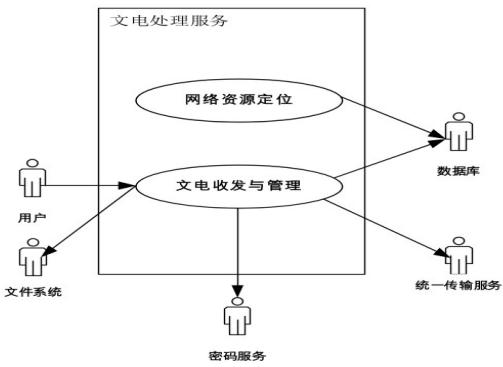 文电处理服务
网络资源定位
数据库
文电收发与管理
用户
文件系统
统一传输服务
密码服务